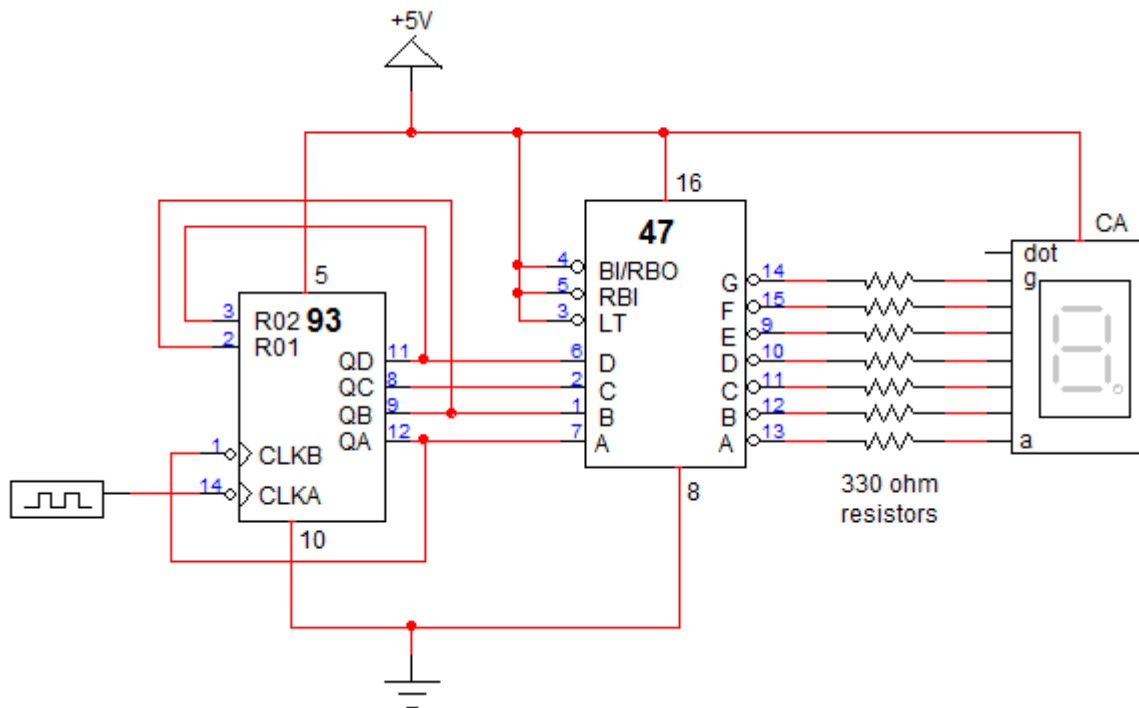 +5V
16
CA
47
dot
4
BI/RBO
G
14
g
5
5
RBI
F
15
3
R02
93
3
LT
E
9
2
R01
QD
11
6
D
D
10
QC
8
2
C
C
11
QB
9
1
B
B
12
QA
12
7
A
A
13
a
1
CLKB
14
CLKA
8
330 ohm
resistors
10